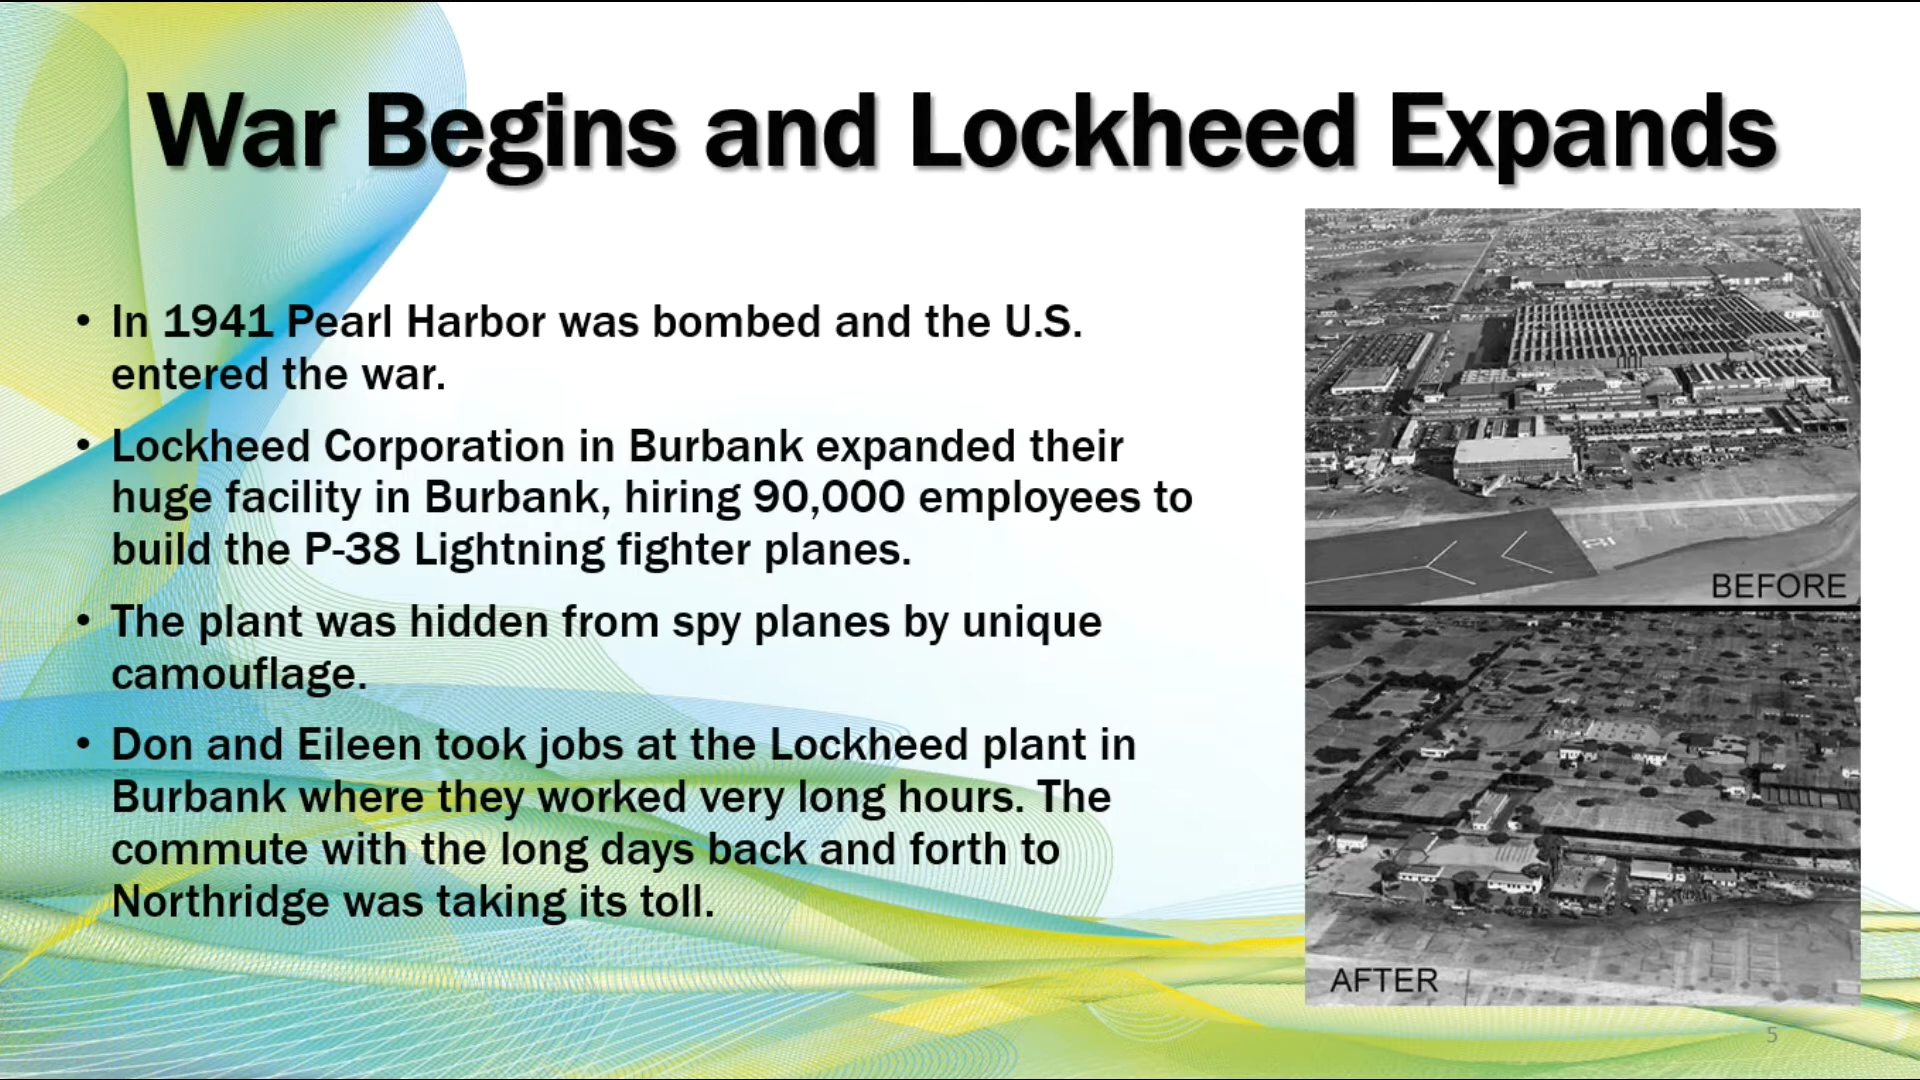 War Begins and Lockheed Expands
• In 1941 Pearl Harbor was bombed and the U.S.
entered the war.
• Lockheed Corporation in Burbank expanded their
huge facility in Burbank, hiring 90,000 employees to
build the P-38 Lightning fighter planes.
• The plant was hidden from spy planes by unique
camouflage.
• Don and Eileen took jobs at the Lockheed plant in
Burbank where they worked very long hours. The
commute with the long days back and forth to
Northridge was taking its toll.
BEFORE
AFTER
5